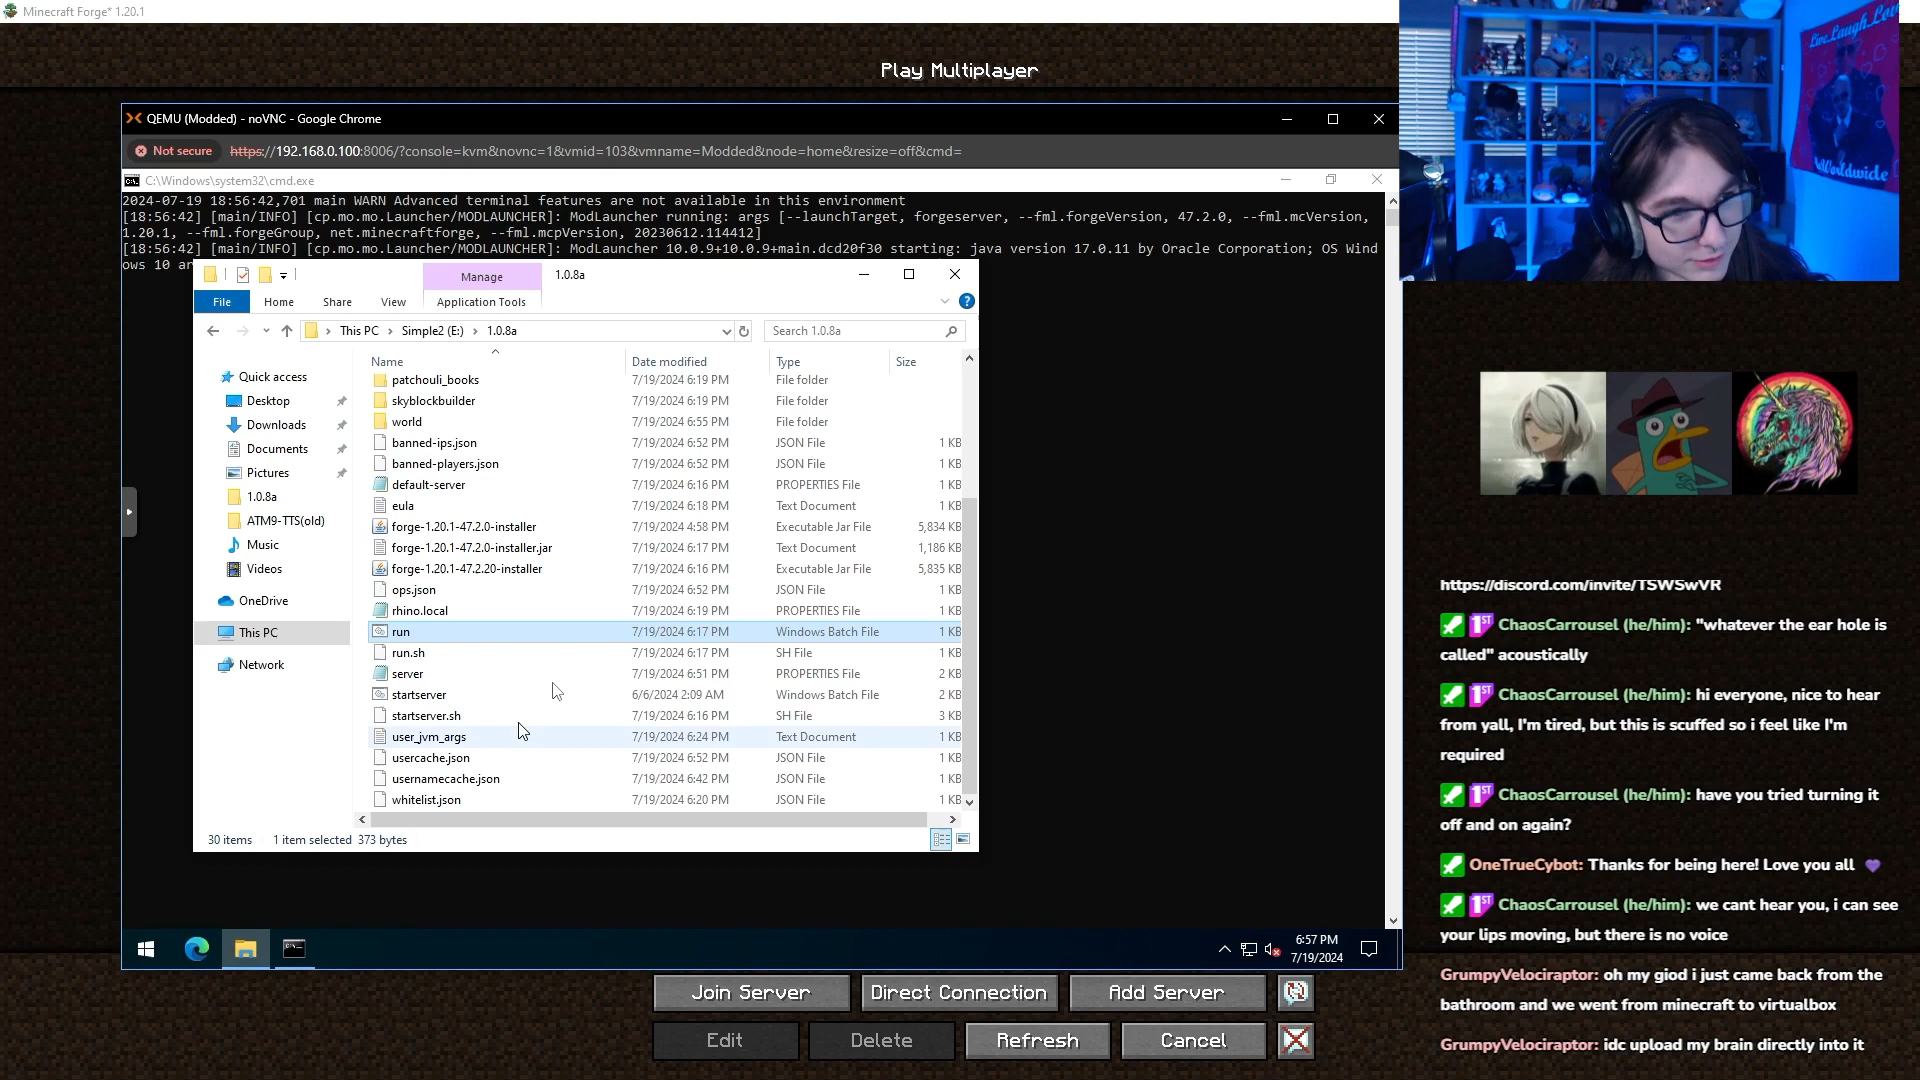 Minecraft Forge* 1.20.1
Play Multiplayer
QEMU (Modded) - noVNC - Google Chrome
Not secure
https://192.168.0.100:8006/?console=kvm&novnc=1&vmid=103&vmname=Modded&node=home&resize=off&cmd=
C:\Windows\system32\cmd.exe
2024-07-19 18:56:42,701 main WARN Advanced terminal features are not available in this environment
[18:56:42] [main/INFO] [cp.mo.mo.Launcher/MODLAUNCHER]: ModLauncher running: args [--launchTarget, forgeserver, --fml.forgeVersion, 47.2.0, --fml.mcVersion,
1.20.1, --fml.forgeGroup, net.minecraftforge, --fml.mcpVersion, 20230612.114412]
[18:56:42] [main/INFO] [cp.mo.mo.Launcher/MODLAUNCHER]: ModLauncher 10.0.9+10.0.9+main.dcd20f30 starting: java version 17.0.11 by Oracle Corporation; OS Wind
ows 10 ar
Manage
1.0.8a
File
Home
Share
View
Application Tools
This PC
Simple2 (E:)
1.0.8a
Search 1.0.8a
Name
Date modified
Type
Size
Quick access
Desktop
Downloads
Documents
Pictures
1.0.8a
ATM9-TTS(old)
Music
Videos
OneDrive
This PC
Network
patchouli_books 7/19/2024 6:19 PM File folder
skyblockbuilder 7/19/2024 6:19 PM File folder
world 7/19/2024 6:55 PM File folder
banned-ips.json 7/19/2024 6:52 PM JSON File 1 KB
banned-players.json 7/19/2024 6:52 PM JSON File 1 KB
default-server 7/19/2024 6:16 PM PROPERTIES File 1 KB
eula 7/19/2024 6:18 PM Text Document 1 KB
forge-1.20.1-47.2.0-installer 7/19/2024 4:58 PM Executable Jar File 5,834 KB
forge-1.20.1-47.2.0-installer.jar 7/19/2024 6:17 PM Text Document 1,186 KB
forge-1.20.1-47.2.20-installer 7/19/2024 6:16 PM Executable Jar File 5,835 KB
ops.json 7/19/2024 6:52 PM JSON File 1 KB
rhino.local 7/19/2024 6:19 PM PROPERTIES File 1 KB
run 7/19/2024 6:17 PM Windows Batch File 1 KB
run.sh 7/19/2024 6:17 PM SH File 1 KB
server 7/19/2024 6:51 PM PROPERTIES File 2 KB
startserver 6/6/2024 2:09 AM Windows Batch File 2 KB
startserver.sh 7/19/2024 6:16 PM SH File 3 KB
user_jvm_args 7/19/2024 6:24 PM Text Document 1 KB
usercache.json 7/19/2024 6:52 PM JSON File 1 KB
usernamecache.json 7/19/2024 6:42 PM JSON File 1 KB
whitelist.json 7/19/2024 6:20 PM JSON File 1 KB
30 items 1 item selected 373 bytes
6:57 PM
7/19/2024
Join Server
Direct Connection
Add Server
Edit
Delete
Refresh
Cancel
Live Laugh Love
Worldwide
https://discord.com/invite/TSWSwVR
1ST ChaosCarrousel (he/him): "whatever the ear hole is
called" acoustically
1ST ChaosCarrousel (he/him): hi everyone, nice to hear
from yall, I'm tired, but this is scuffed so i feel like I'm
required
1ST ChaosCarrousel (he/him): have you tried turning it
off and on again?
OneTrueCybot: Thanks for being here! Love you all 💜
1ST ChaosCarrousel (he/him): we cant hear you, i can see
your lips moving, but there is no voice
GrumpyVelociraptor: oh my giod i just came back from the
bathroom and we went from minecraft to virtualbox
GrumpyVelociraptor: idc upload my brain directly into it